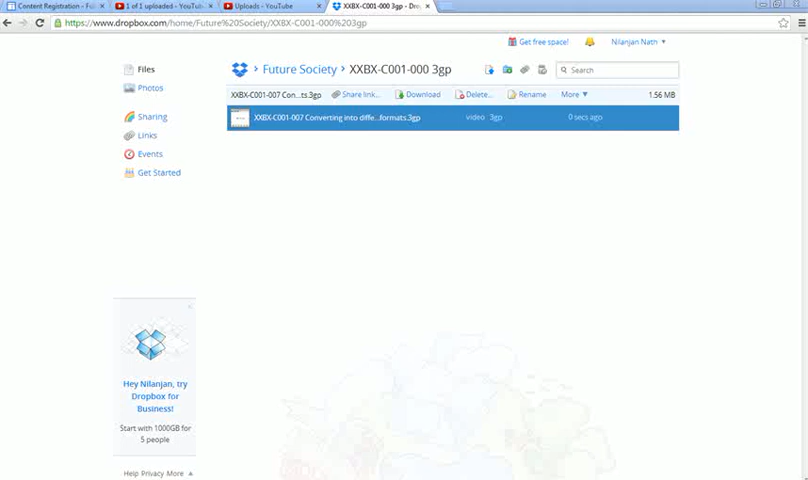 Content Registration - Fu
1 of 1 uploaded - YouTub
Uploads - YouTube
XXBX-C001-000 3gp - Dro
https://www.dropbox.com/home/Future%20Society/XXBX-C001-000%203gp
Get free space!
Nilanjan Nath
Files
Future Society
XXBX-C001-000 3gp
Search
Photos
XXBX-C001-007 Con...ts.3gp
Share link...
Download
Delete...
Rename
More
1.56 MB
Sharing
XXBX-C001-007 Converting into diffe...formats.3gp
video 3gp
0 secs ago
Links
Events
Get Started
Hey Nilanjan, try
Dropbox for
Business!
Start with 1000GB for
5 people
Help Privacy More